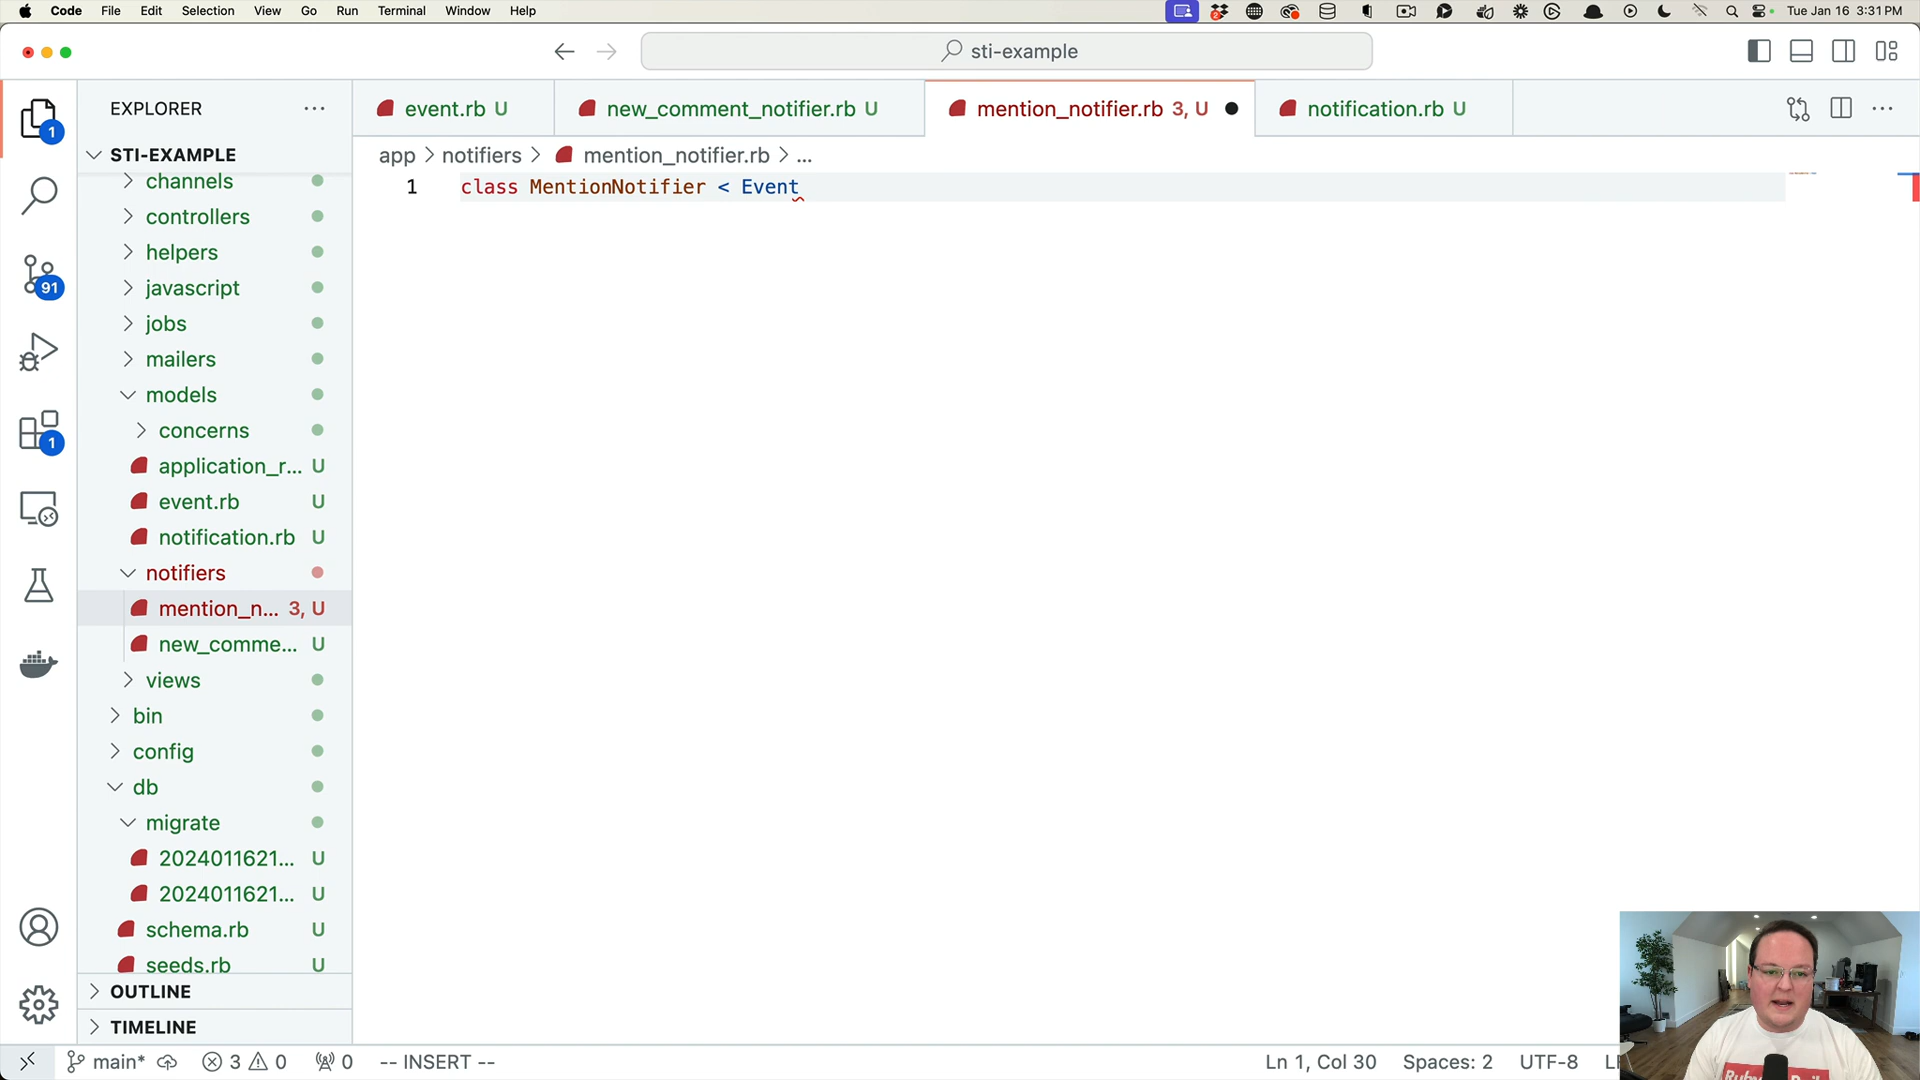 Code File Edit Selection View Go Run Terminal Window Help Tue Jan 16 3:31 PM
sti-example
EXPLORER
event.rb U
new_comment_notifier.rb U
mention_notifier.rb 3, U
notification.rb U
STI-EXAMPLE
app > notifiers > mention_notifier.rb > ...
1 class MentionNotifier < Event
channels
controllers
helpers
javascript
jobs
mailers
models
concerns
application_r... U
event.rb U
notification.rb U
notifiers
mention_n... 3, U
new_comme... U
views
bin
config
db
migrate
2024011621... U
2024011621... U
schema.rb U
seeds.rb U
OUTLINE
TIMELINE
1
91
1
2
main* 3 0 0 -- INSERT -- Ln 1, Col 30 Spaces: 2 UTF-8